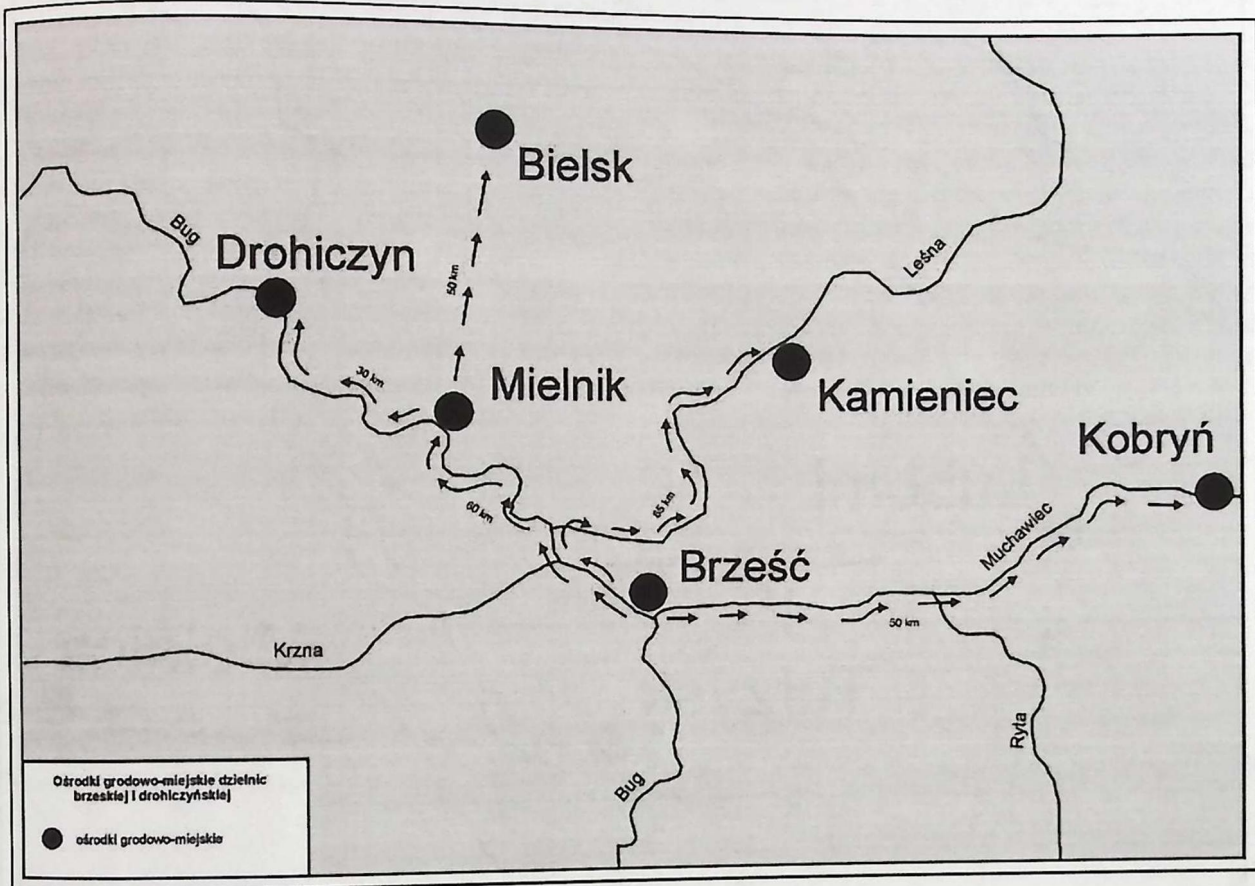 Bielsk
Bug
Drohiczyn
50 km
Leśna
30 km
Mielnik
Kamieniec
Kobryń
60 km
65 km
Muchawiec
Brześć
50 km
Krzna
Ryta
Bug
Ośrodki grodowo-miejskie dzielnic
brzeskiej i drohiczyńskiej
ośrodki grodowo-miejskie